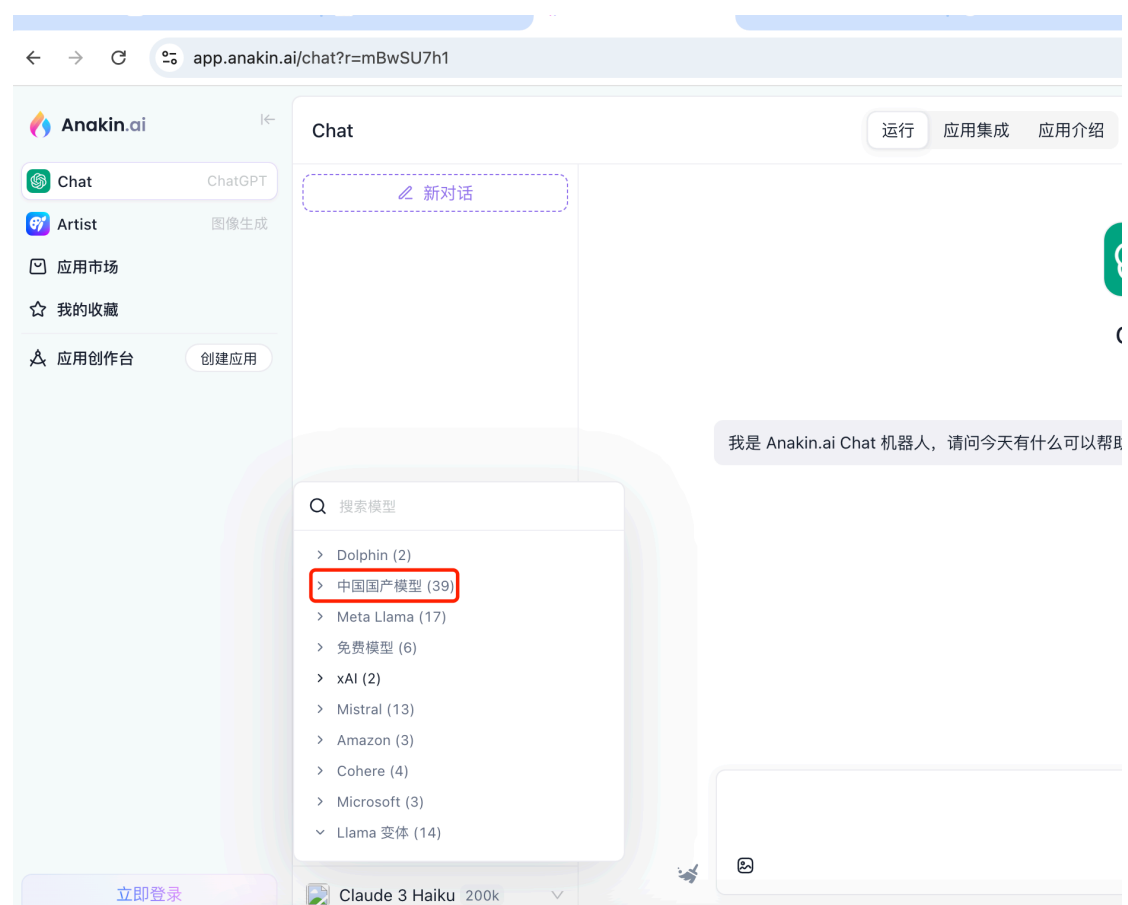 app.anakin.ai/chat?r=mBwSU7h1
Anakin.ai
Chat
运行 应用集成 应用介绍
Chat ChatGPT
新对话
Artist 图像生成
应用市场
我的收藏
应用创作台 创建应用
我是 Anakin.ai Chat 机器人，请问今天有什么可以帮
搜索模型
Dolphin (2)
中国国产模型 (39)
Meta Llama (17)
免费模型 (6)
xAI (2)
Mistral (13)
Amazon (3)
Cohere (4)
Microsoft (3)
Llama 变体 (14)
立即登录
Claude 3 Haiku 200k